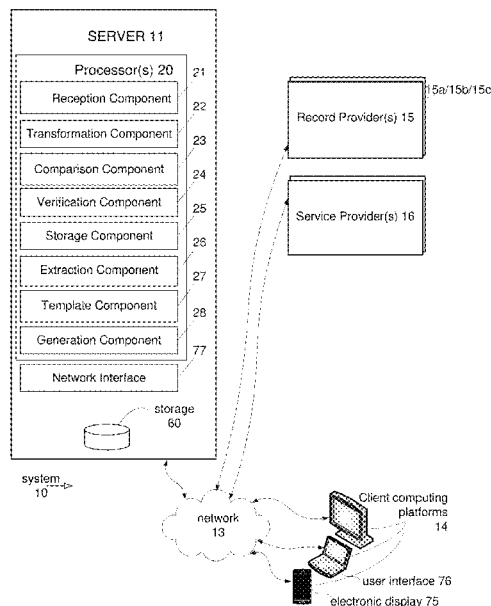 SERVER 11
Processor(s) 20
21
Reception Component
22
Transformation Component
23
Comparison Component
24
Verification Component
25
Storage Component
26
Extraction Component
27
Template Component
28
Generation Component
77
Network Interface
storage
60
system
10
15a/15b/15c
Record Provider(s) 15
Service Provider(s) 16
network
13
Client computing
platforms
14
user interface 76
electronic display 75